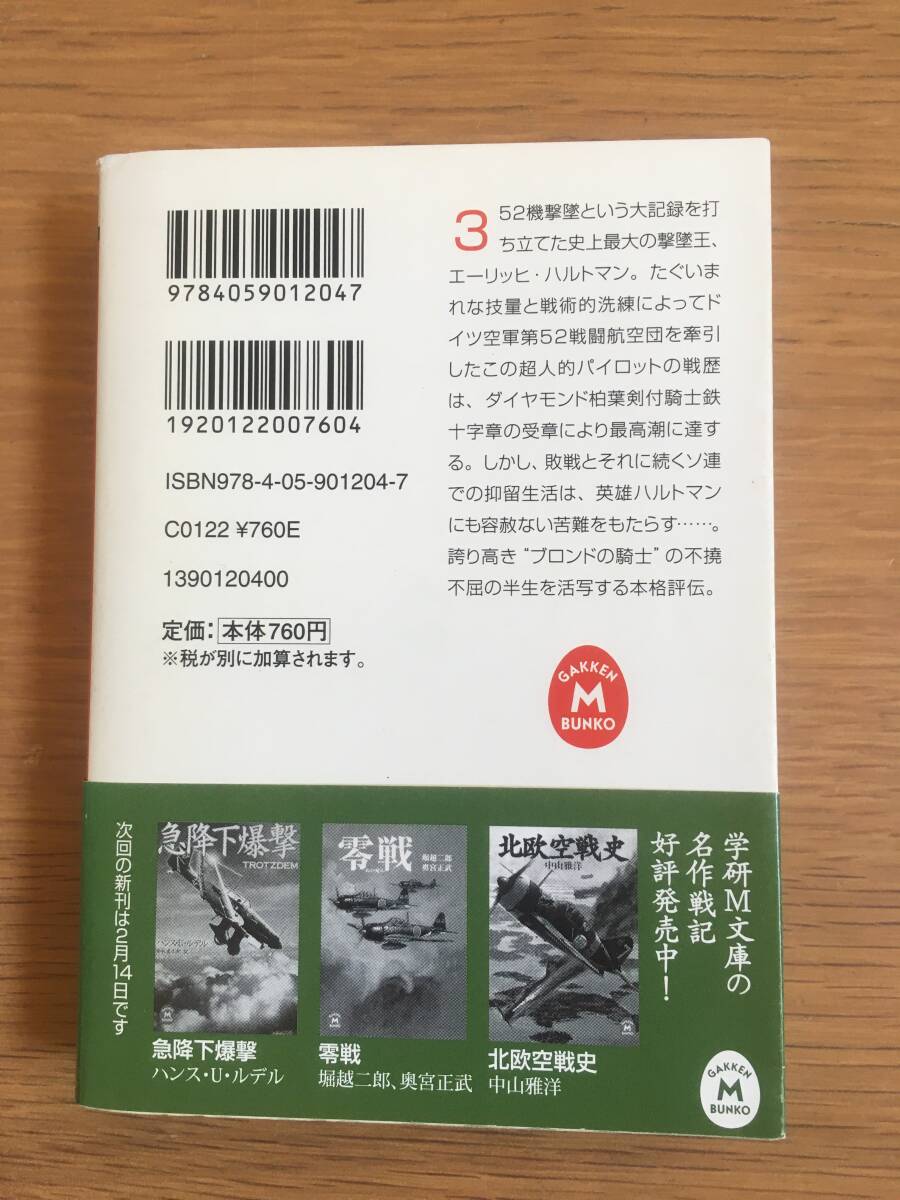 9784059012047
1920122007604
ISBN978-4-05-901204-7
C0122 ¥760E
1390120400
定価：本体760円
※税が別に加算されます。
3 52機撃墜という大記録を打
ち立てた史上最大の撃墜王、
エーリッヒ・ハルトマン。たぐいま
れな技量と戦術的洗練によってド
イツ空軍第52戦闘航空団を牽引
したこの超人的パイロットの戦歴
は、ダイヤモンド柏葉剣付騎士鉄
十字章の受章により最高潮に達す
る。しかし、敗戦とそれに続くソ連
での抑留生活は、英雄ハルトマン
にも容赦ない苦難をもたらす……。
誇り高き“ブロンドの騎士”の不撓
不屈の半生を活写する本格評伝。
GAKKEN
M
BUNKO
学研M文庫の
名作戦記
好評発売中！
北欧空戦史
中山雅洋
零戦
堀越二郎
奥宮正武
急降下爆撃
TROTZDEM
ハンス・U・ルデル
急降下爆撃
ハンス・U・ルデル
零戦
堀越二郎、奥宮正武
北欧空戦史
中山雅洋
次回の新刊は2月14日です
GAKKEN
M
BUNKO